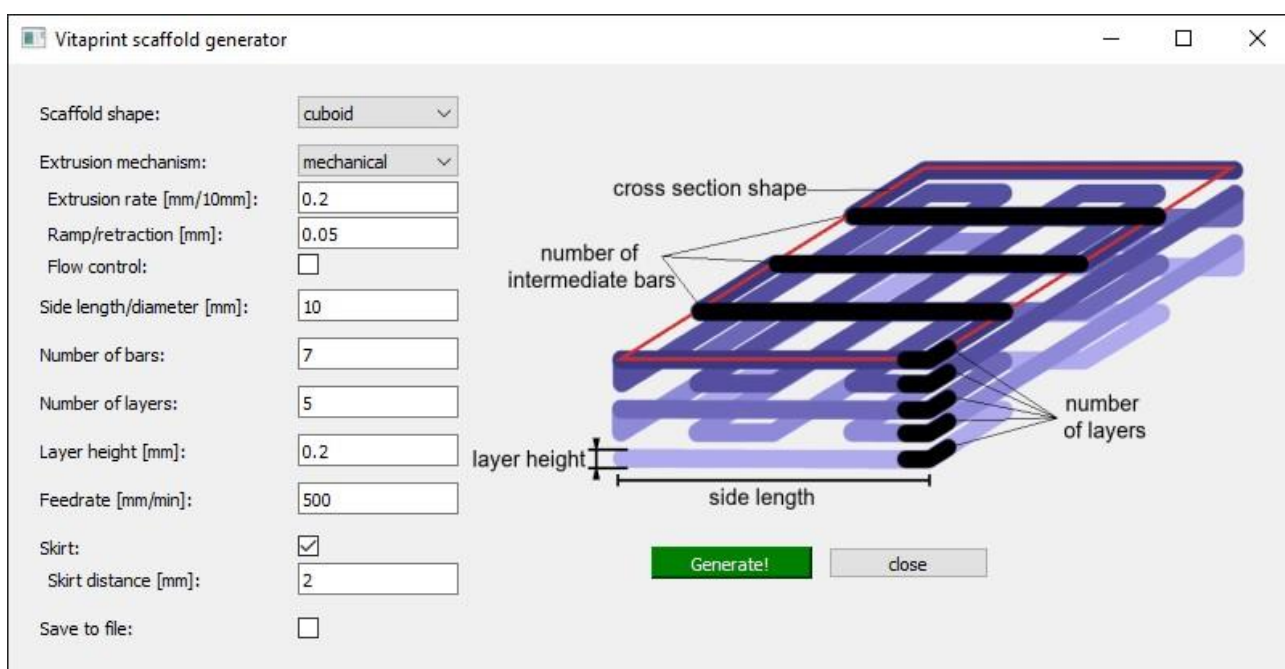 Vitaprint scaffold generator
Scaffold shape: cuboid
Extrusion mechanism: mechanical
Extrusion rate [mm/10mm]: 0.2
Ramp/retraction [mm]: 0.05
Flow control:
Side length/diameter [mm]: 10
Number of bars: 7
Number of layers: 5
Layer height [mm]: 0.2
Feedrate [mm/min]: 500
Skirt:
Skirt distance [mm]: 2
Save to file:
cross section shape
number of
intermediate bars
number
of layers
layer height
side length
Generate! close